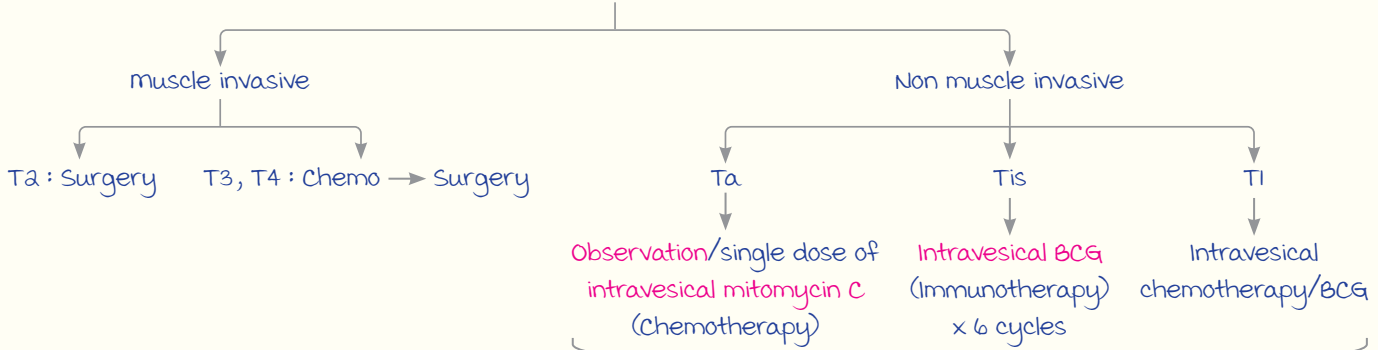 muscle invasive
Non muscle invasive
T2 : Surgery
T3, T4 : Chemo
Surgery
Ta
Tis
T1
Observation/single dose of
intravesical mitomycin C
(Chemotherapy)
Intravesical BCG
(Immunotherapy)
x 6 cycles
Intravesical
chemotherapy/BCG